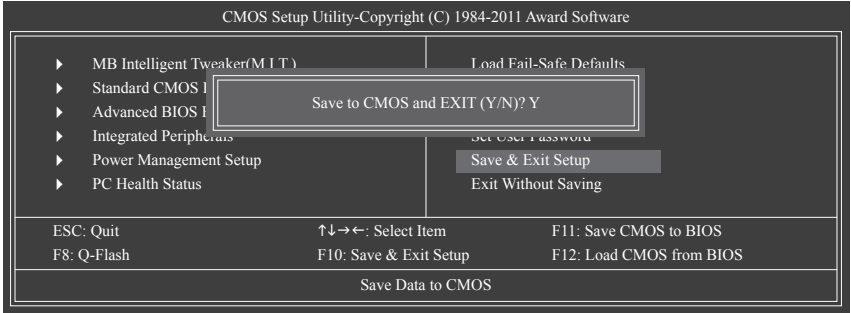 CMOS Setup Utility-Copyright (C) 1984-2011 Award Software
MB Intelligent Tweaker(M.I.T.)
Standard CMOS
Advanced BIOS
Integrated Peripherals
Power Management Setup
PC Health Status
Load Fail-Safe Defaults
Set User Password
Save & Exit Setup
Exit Without Saving
Save to CMOS and EXIT (Y/N)? Y
ESC: Quit ↑↓→←: Select Item F11: Save CMOS to BIOS
F8: Q-Flash F10: Save & Exit Setup F12: Load CMOS from BIOS
Save Data to CMOS